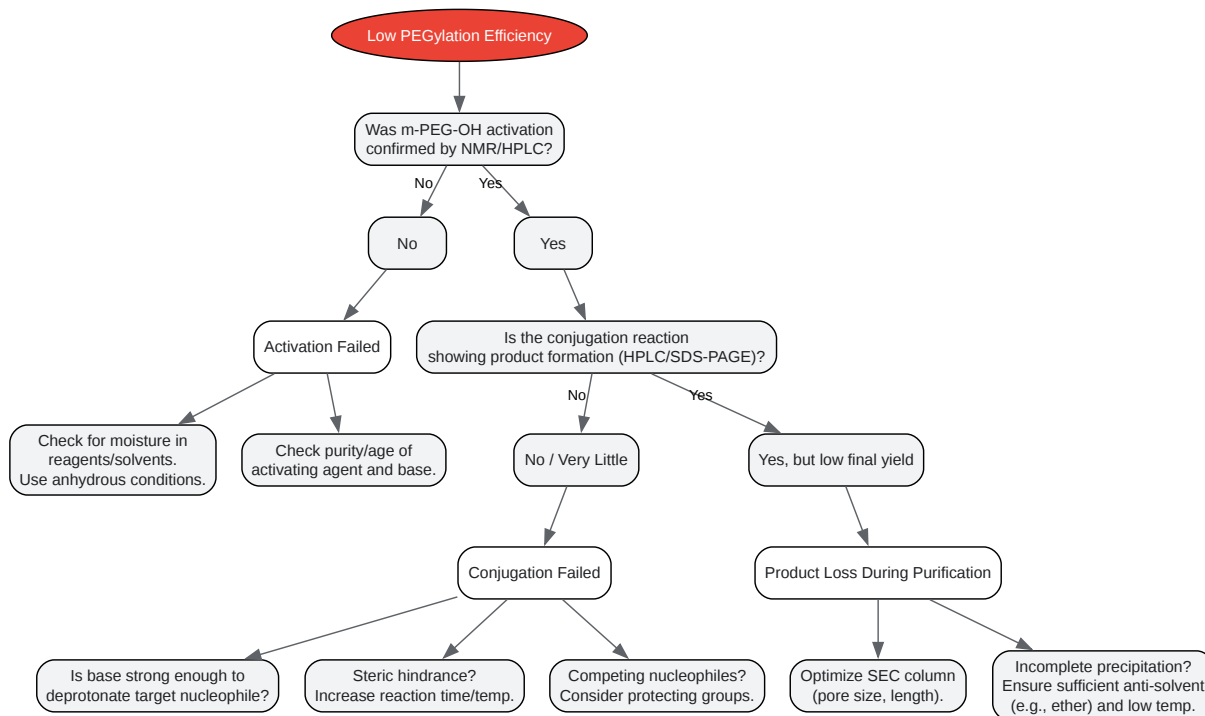 Low PEGylation Efficiency
Was m-PEG-OH activation
confirmed by NMR/HPLC?
No
Yes
No
Yes
Activation Failed
Is the conjugation reaction
showing product formation (HPLC/SDS-PAGE)?
No
Yes
Check for moisture in
reagents/solvents.
Use anhydrous conditions.
Check purity/age of
activating agent and base.
No / Very Little
Yes, but low final yield
Conjugation Failed
Product Loss During Purification
Is base strong enough to
deprotonate target nucleophile?
Steric hindrance?
Increase reaction time/temp.
Competing nucleophiles?
Consider protecting groups.
Optimize SEC column
(pore size, length).
Incomplete precipitation?
Ensure sufficient anti-solvent
(e.g., ether) and low temp.